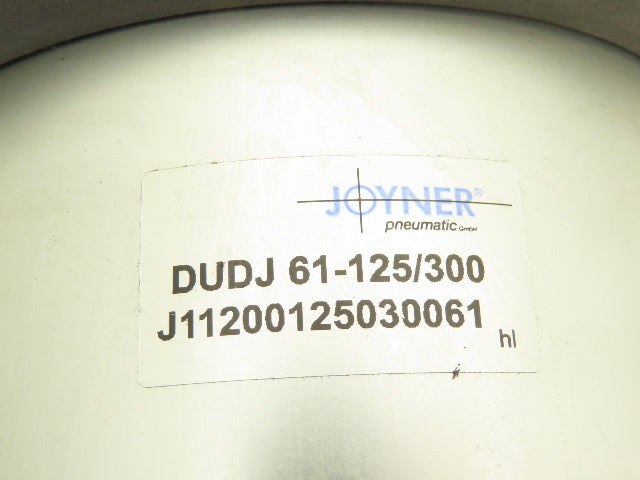 JOYNER®
pneumatic GmbH
DUDJ 61-125/300
J11200125030061
hl